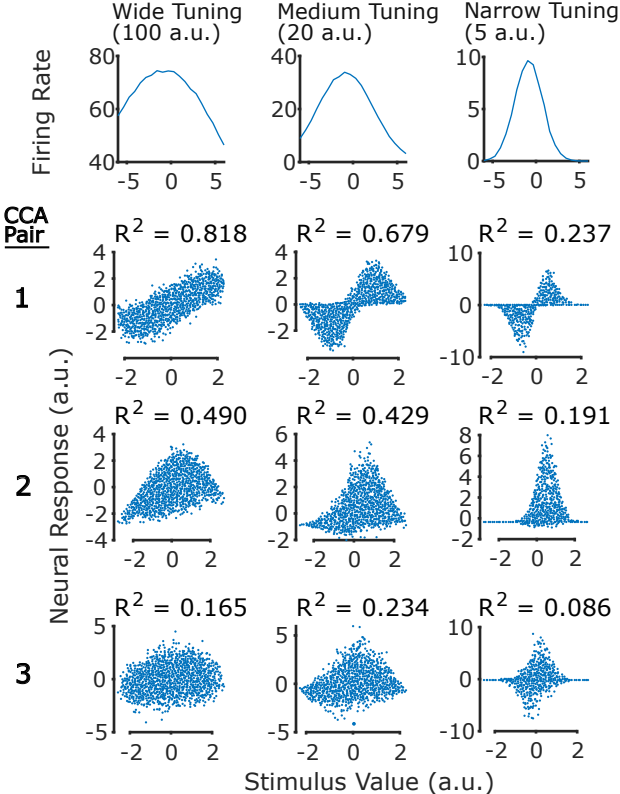 Wide Tuning Medium Tuning Narrow Tuning
(100 a.u.) (20 a.u.) (5 a.u.)
Firing Rate
80 40 10
60 20 5
40 0 0
-5 0 5 -5 0 5 -5 0 5
CCA
Pair
R² = 0.818 R² = 0.679 R² = 0.237
1
4 4 10
2 2
0 0 0
-2 -2
-10
-2 0 2 -2 0 2 -2 0 2
Neural Response (a.u.)
R² = 0.490 R² = 0.429 R² = 0.191
2
4 6 8
2 4 6
0 2 4
-2 0 2
-4 -2 0
-2
-2 0 2 -2 0 2 -2 0 2
R² = 0.165 R² = 0.234 R² = 0.086
3
5 5 10
0 0 0
-5 -5 -10
-2 0 2 -2 0 2 -2 0 2
Stimulus Value (a.u.)